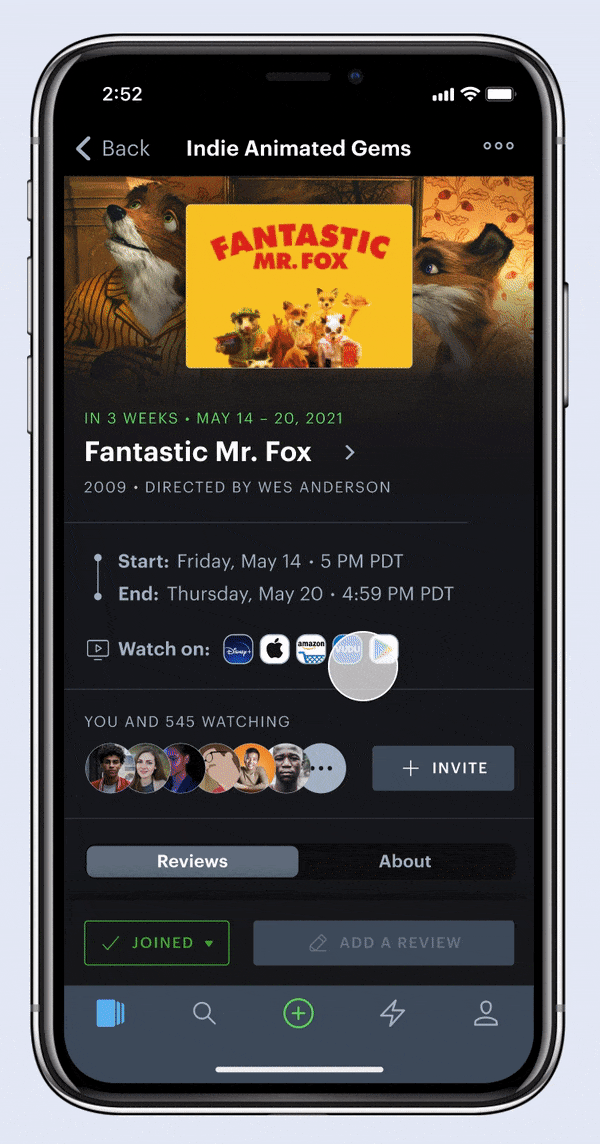 2:52
Back Indie Animated Gems
FANTASTIC
MR. FOX
IN 3 WEEKS • MAY 14 – 20, 2021
Fantastic Mr. Fox
2009 • DIRECTED BY WES ANDERSON
Start: Friday, May 14 • 5 PM PDT
End: Thursday, May 20 • 4:59 PM PDT
Watch on: Disney+ amazon VUDU
YOU AND 545 WATCHING
INVITE
Reviews About
JOINED ADD A REVIEW